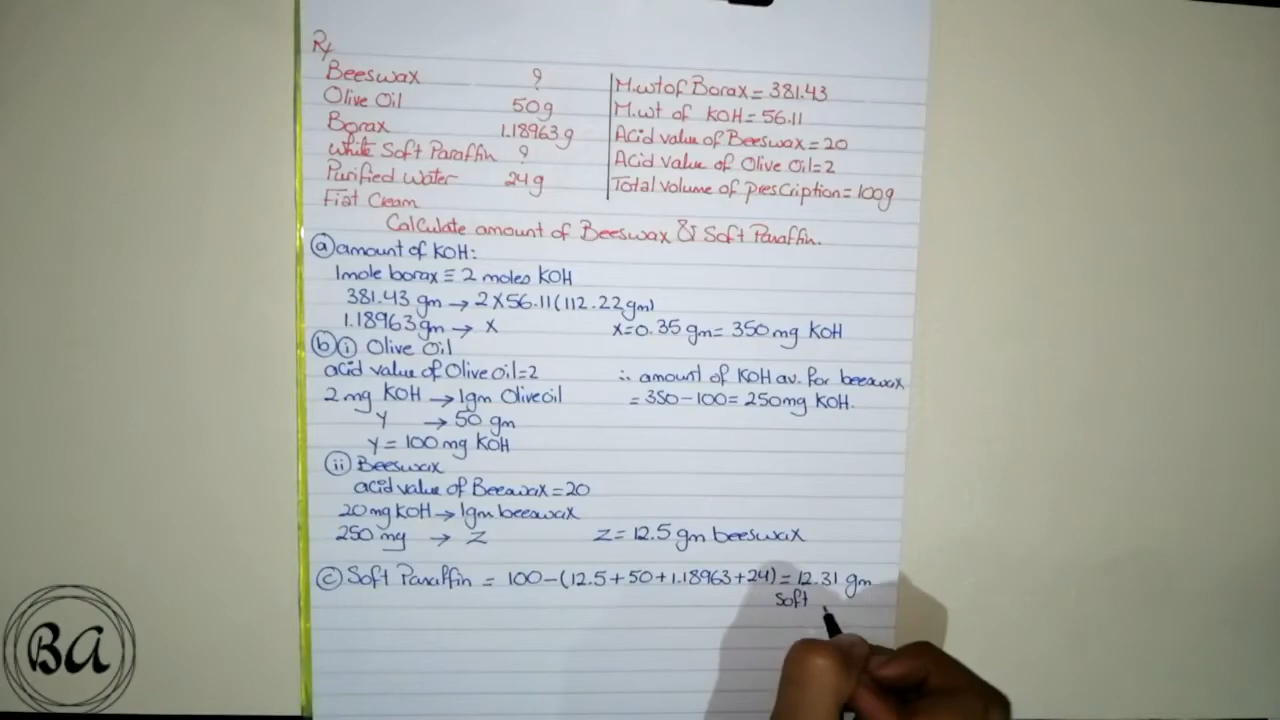 Rx
Beeswax ?
Olive Oil 50g
Borax 1.18963g
white Soft Paraffin ?
Purified Water 24g
Fiat Cream
M.wt of Borax = 381.43
M.wt of KOH = 56.11
Acid value of Beeswax = 20
Acid Value of Olive Oil = 2
Total Volume of prescription = 100g
Calculate amount of Beeswax & Soft Paraffin.
a amount of KOH:
1mole borax ≡ 2 moles KOH
381.43 gm → 2 X 56.11 (112.22 gm)
1.18963 gm → X X = 0.35 gm = 350 mg KOH
b i Olive Oil
acid value of Olive oil = 2
2 mg KOH → 1gm Olive oil
Y → 50 gm
Y = 100 mg KOH
∴ amount of KOH av. for beeswax
= 350 - 100 = 250 mg KOH.
ii Beeswax
acid value of Beeswax = 20
20 mg KOH → 1gm beeswax
250 mg → Z Z = 12.5 gm beeswax
c Soft Paraffin = 100 - (12.5 + 50 + 1.18963 + 24) = 12.31 gm
Soft
BA